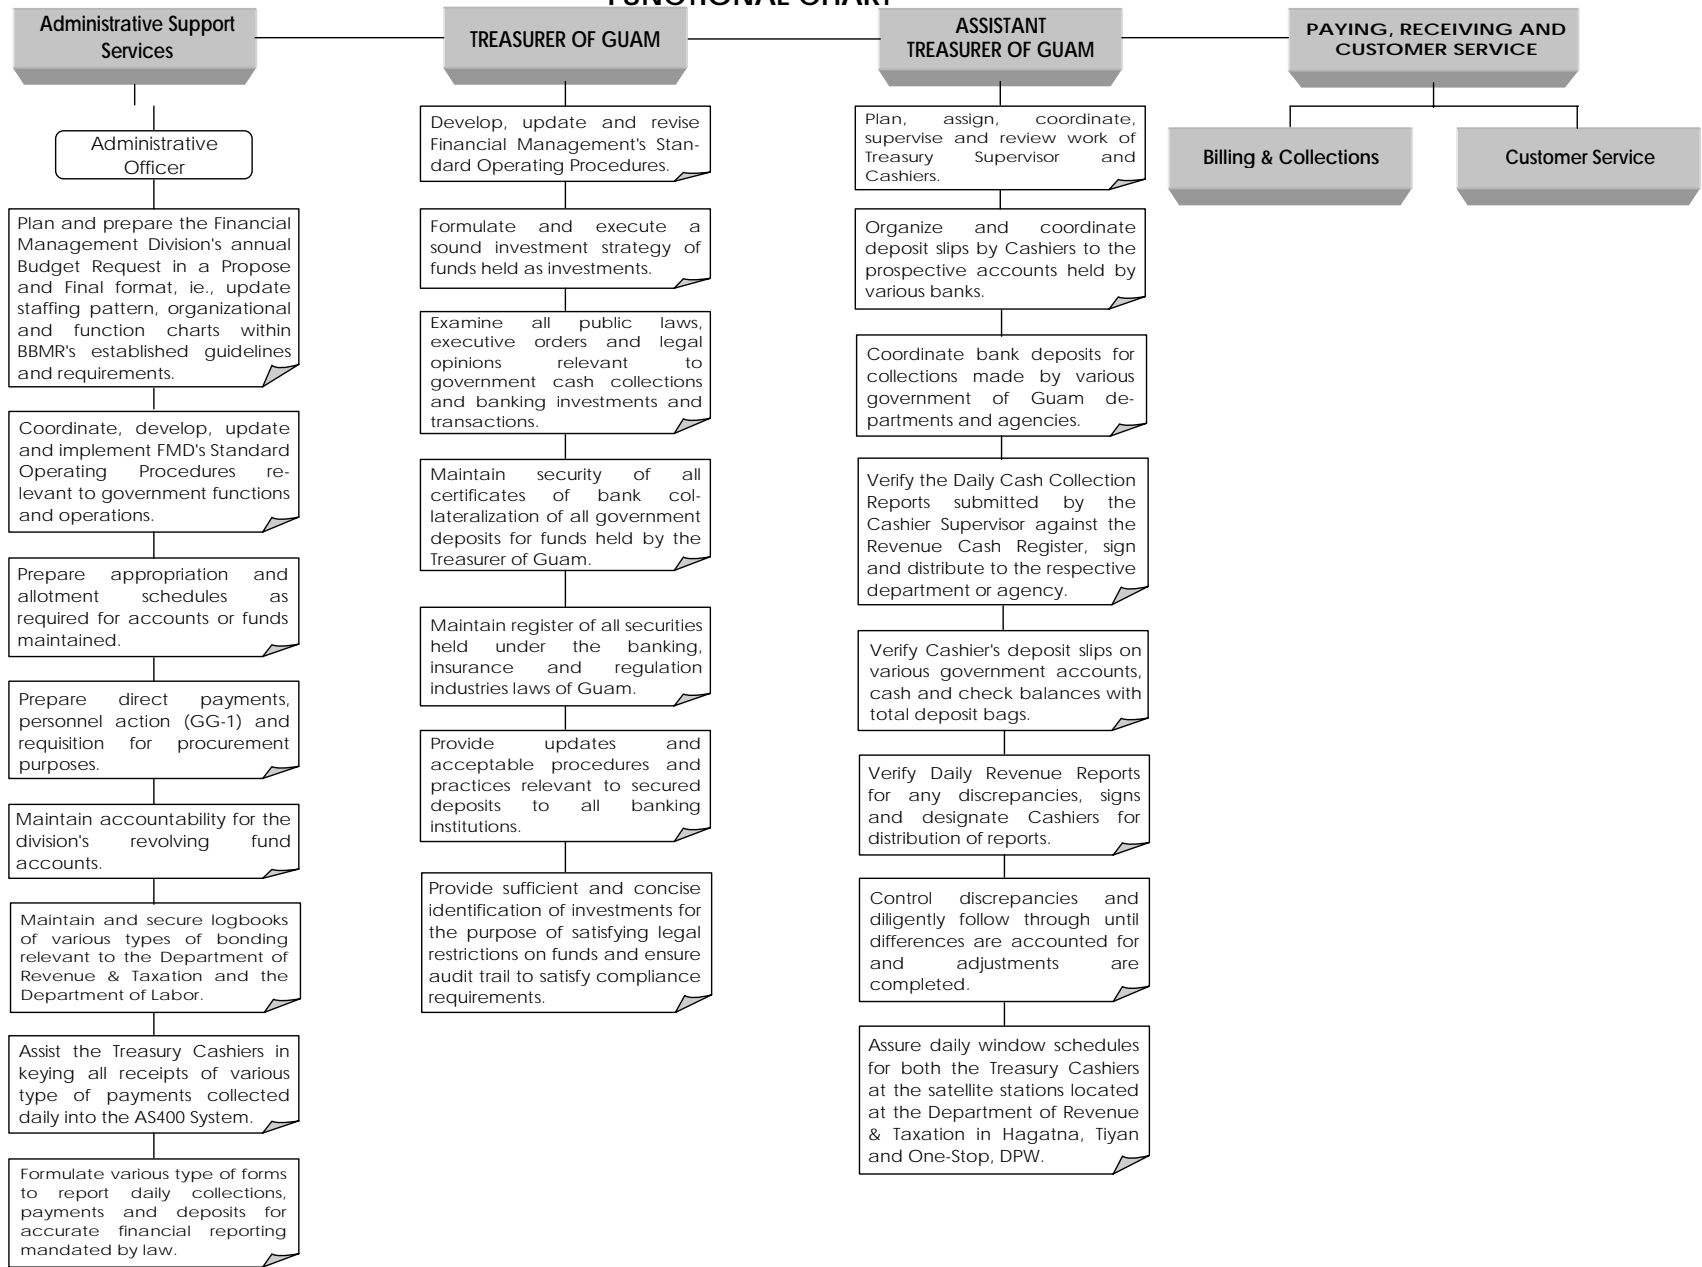 FUNCTIONAL CHART
Administrative Support
Services
TREASURER OF GUAM
ASSISTANT
TREASURER OF GUAM
PAYING, RECEIVING AND
CUSTOMER SERVICE
Administrative
Officer
Plan and prepare the Financial
Management Division's annual
Budget Request in a Propose
and Final format, ie., update
staffing pattern, organizational
and function charts within
BBMR's established guidelines
and requirements.
Coordinate, develop, update
and implement FMD's Standard
Operating Procedures re-
levant to government functions
and operations.
Prepare appropriation and
allotment schedules as
required for accounts or funds
maintained.
Prepare direct payments,
personnel action (GG-1) and
requisition for procurement
purposes.
Maintain accountability for the
division's revolving fund
accounts.
Maintain and secure logbooks
of various types of bonding
relevant to the Department of
Revenue & Taxation and the
Department of Labor.
Assist the Treasury Cashiers in
keying all receipts of various
type of payments collected
daily into the AS400 System.
Formulate various type of forms
to report daily collections,
payments and deposits for
accurate financial reporting
mandated by law.
Develop, update and revise
Financial Management's Stan-
dard Operating Procedures.
Formulate and execute a
sound investment strategy of
funds held as investments.
Examine all public laws,
executive orders and legal
opinions relevant to
government cash collections
and banking investments and
transactions.
Maintain security of all
certificates of bank col-
lateralization of all government
deposits for funds held by the
Treasurer of Guam.
Maintain register of all securities
held under the banking,
insurance and regulation
industries laws of Guam.
Provide updates and
acceptable procedures and
practices relevant to secured
deposits to all banking
institutions.
Provide sufficient and concise
identification of investments for
the purpose of satisfying legal
restrictions on funds and ensure
audit trail to satisfy compliance
requirements.
Plan, assign, coordinate,
supervise and review work of
Treasury Supervisor and
Cashiers.
Organize and coordinate
deposit slips by Cashiers to the
prospective accounts held by
various banks.
Coordinate bank deposits for
collections made by various
government of Guam de-
partments and agencies.
Verify the Daily Cash Collection
Reports submitted by the
Cashier Supervisor against the
Revenue Cash Register, sign
and distribute to the respective
department or agency.
Verify Cashier's deposit slips on
various government accounts,
cash and check balances with
total deposit bags.
Verify Daily Revenue Reports
for any discrepancies, signs
and designate Cashiers for
distribution of reports.
Control discrepancies and
diligently follow through until
differences are accounted for
and adjustments are
completed.
Assure daily window schedules
for both the Treasury Cashiers
at the satellite stations located
at the Department of Revenue
& Taxation in Hagatna, Tiyan
and One-Stop, DPW.
Billing & Collections
Customer Service